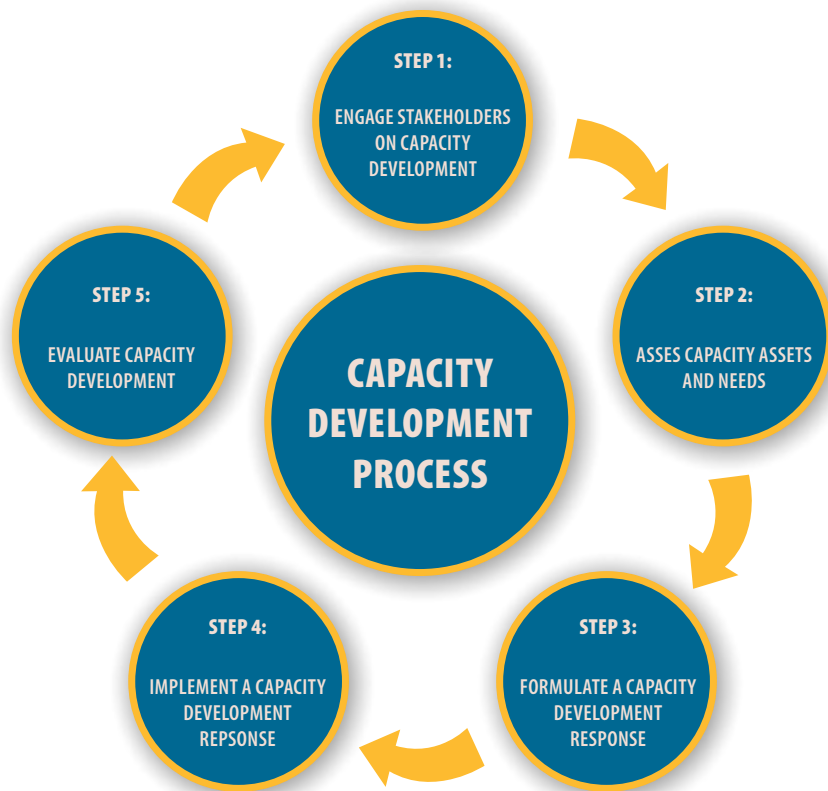 STEP 1:
ENGAGE STAKEHOLDERS
ON CAPACITY
DEVELOPMENT
STEP 2:
ASSES CAPACITY ASSETS
AND NEEDS
STEP 3:
FORMULATE A CAPACITY
DEVELOPMENT
RESPONSE
STEP 4:
IMPLEMENT A CAPACITY
DEVELOPMENT
REPSONSE
STEP 5:
EVALUATE CAPACITY
DEVELOPMENT
CAPACITY
DEVELOPMENT
PROCESS